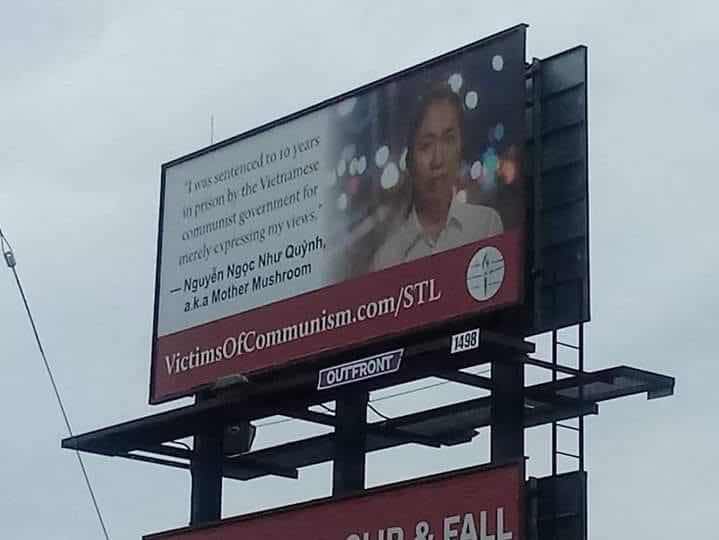 "I was sentenced to 10 years
in prison by the Vietnamese
communist government for
merely expressing my views."
— Nguyễn Ngọc Như Quỳnh,
a.k.a Mother Mushroom
VictimsOfCommunism.com/STL
OUTFRONT
1498
& FALL